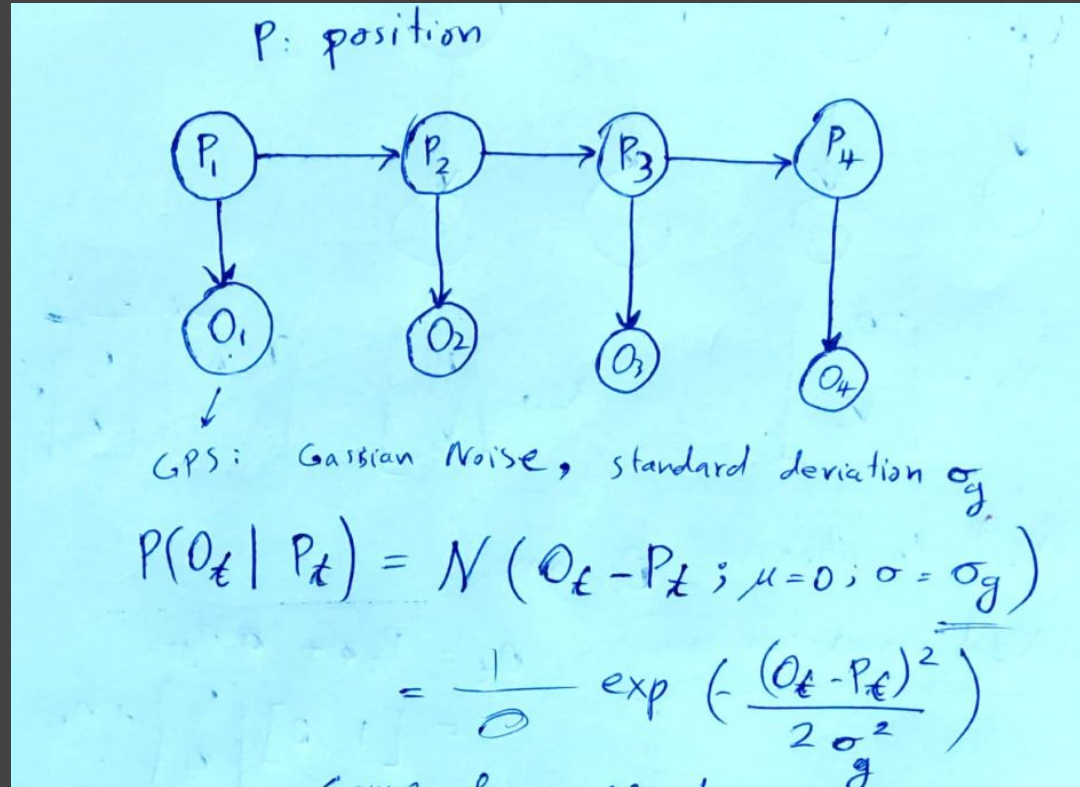 P: position
P₁ P₂ P₃ P₄
O₁ O₂ O₃ O₄
GPS: Gassian Noise, standard deviation σg
P(Ot | Pt) = N(Ot - Pt; μ=0; σ = σg)
= 1/σ exp(-(Ot - Pt)²/2σg²)